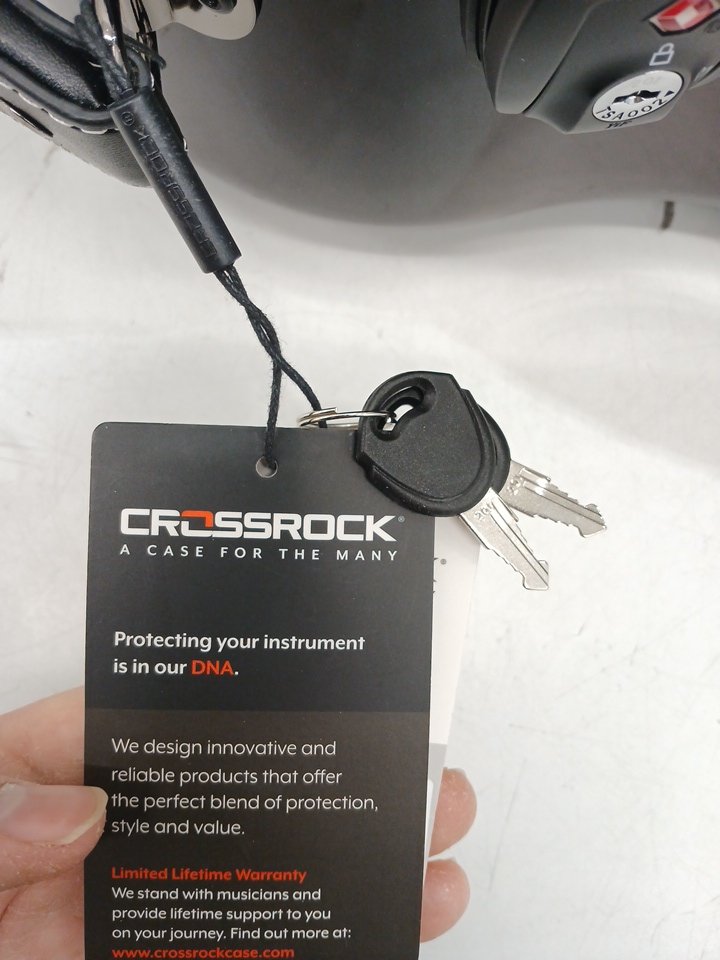 TSA007
CROSSROCK®
CROSSROCK®
A CASE FOR THE MANY
Protecting your instrument
is in our DNA.
We design innovative and
reliable products that offer
the perfect blend of protection,
style and value.
Limited Lifetime Warranty
We stand with musicians and
provide lifetime support to you
on your journey. Find out more at:
www.crossrockcase.com